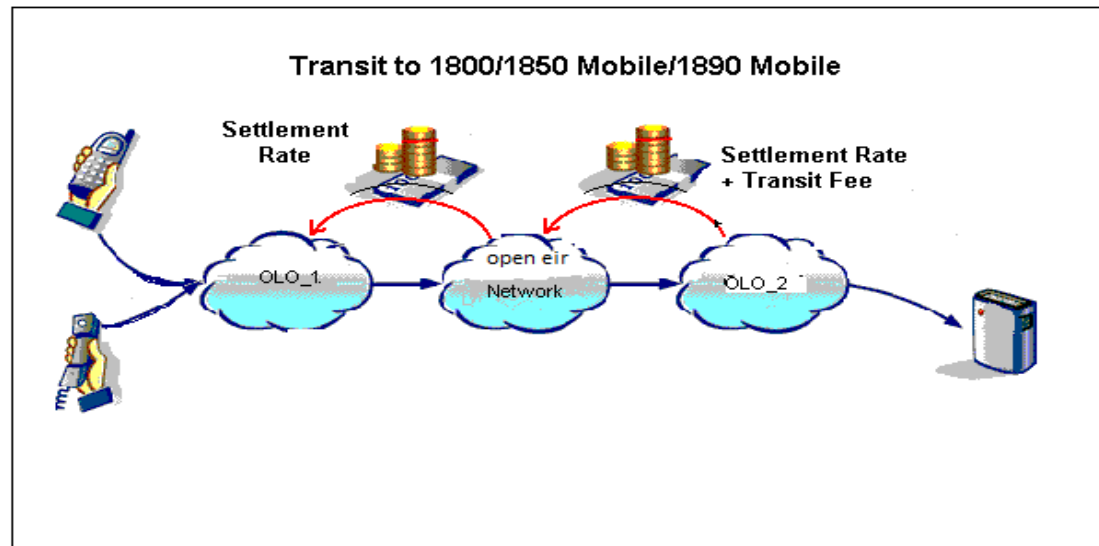 Transit to 1800/1850 Mobile/1890 Mobile
Settlement
Rate
Settlement Rate
+ Transit Fee
OLO_1
open eir
Network
OLO_2